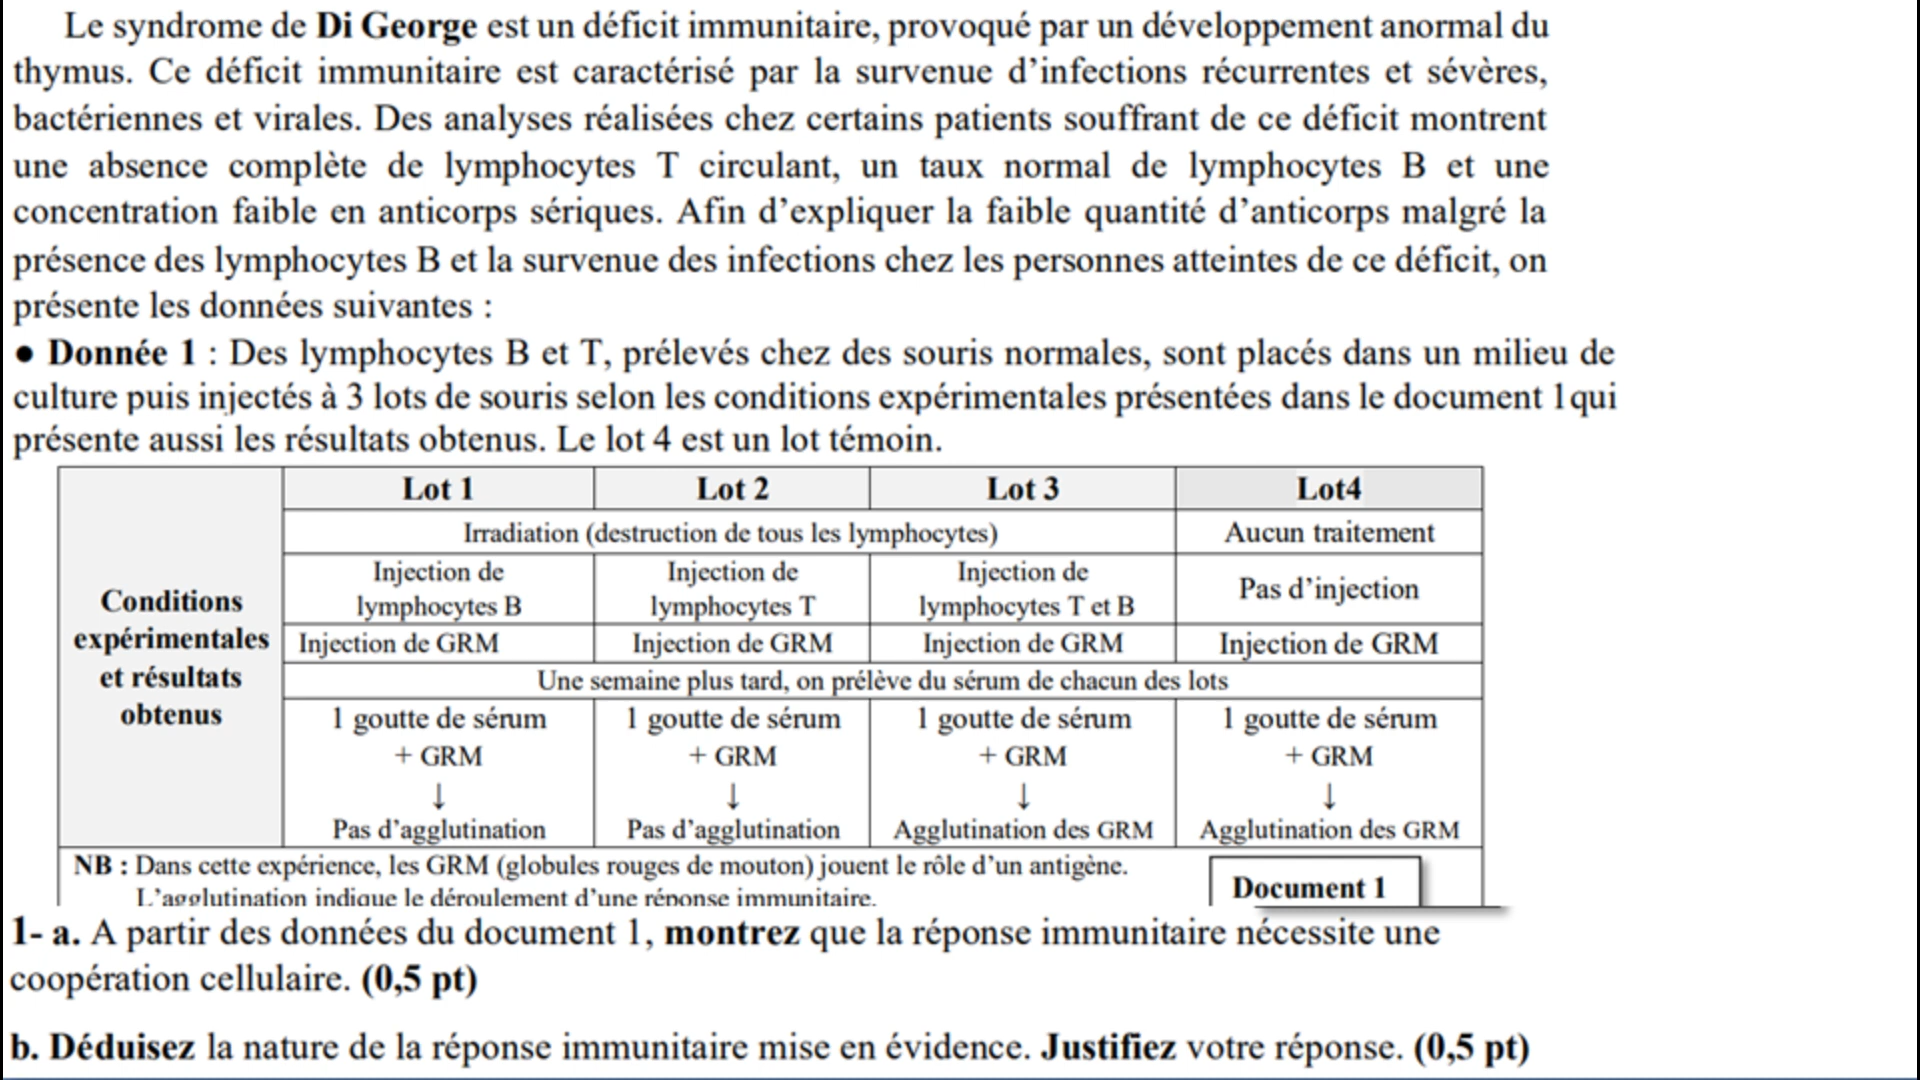 Le syndrome de Di George est un déficit immunitaire, provoqué par un développement anormal du
thymus. Ce déficit immunitaire est caractérisé par la survenue d'infections récurrentes et sévères,
bactériennes et virales. Des analyses réalisées chez certains patients souffrant de ce déficit montrent
une absence complète de lymphocytes T circulant, un taux normal de lymphocytes B et une
concentration faible en anticorps sériques. Afin d'expliquer la faible quantité d'anticorps malgré la
présence des lymphocytes B et la survenue des infections chez les personnes atteintes de ce déficit, on
présente les données suivantes :
● Donnée 1 : Des lymphocytes B et T, prélevés chez des souris normales, sont placés dans un milieu de
culture puis injectés à 3 lots de souris selon les conditions expérimentales présentées dans le document 1 qui
présente aussi les résultats obtenus. Le lot 4 est un lot témoin.
Conditions
expérimentales
et résultats
obtenus
Lot 1 Lot 2 Lot 3 Lot4
Irradiation (destruction de tous les lymphocytes) Aucun traitement
Injection de
lymphocytes B
Injection de
lymphocytes T
Injection de
lymphocytes T et B
Pas d'injection
Injection de GRM Injection de GRM Injection de GRM Injection de GRM
Une semaine plus tard, on prélève du sérum de chacun des lots
1 goutte de sérum
+ GRM
↓
Pas d'agglutination
1 goutte de sérum
+ GRM
↓
Pas d'agglutination
1 goutte de sérum
+ GRM
↓
Agglutination des GRM
1 goutte de sérum
+ GRM
↓
Agglutination des GRM
NB : Dans cette expérience, les GRM (globules rouges de mouton) jouent le rôle d'un antigène.
L'agglutination indique le déroulement d'une réponse immunitaire.
Document 1
1- a. A partir des données du document 1, montrez que la réponse immunitaire nécessite une
coopération cellulaire. (0,5 pt)
b. Déduisez la nature de la réponse immunitaire mise en évidence. Justifiez votre réponse. (0,5 pt)